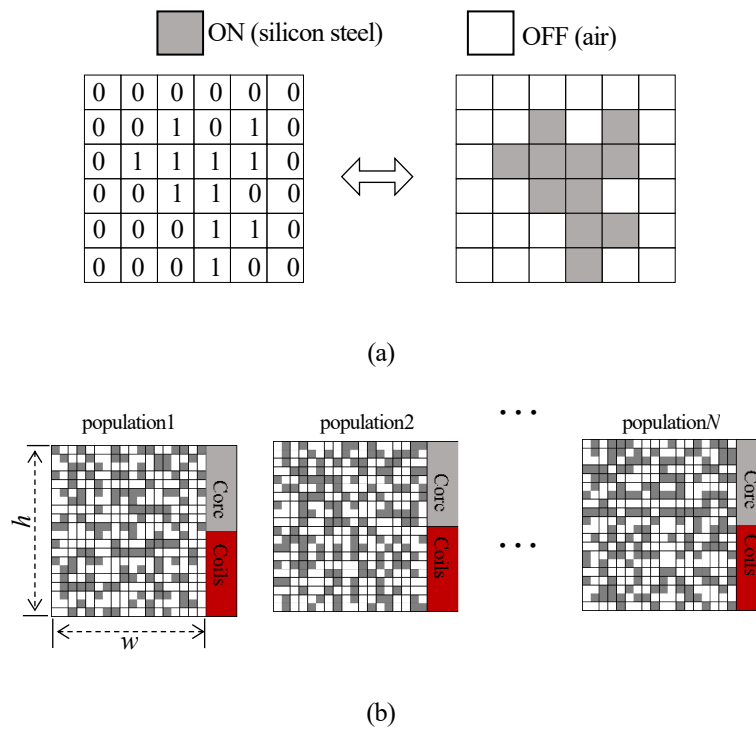 ON (silicon steel) OFF (air)
0 0 0 0 0 0
0 0 1 0 1 0
0 1 1 1 1 0
0 0 1 1 0 0
0 0 0 1 1 0
0 0 0 1 0 0
(a)
population1 population2 ... populationN
h
Core
Coils
Core
Coils
...
Core
Coils
w
(b)